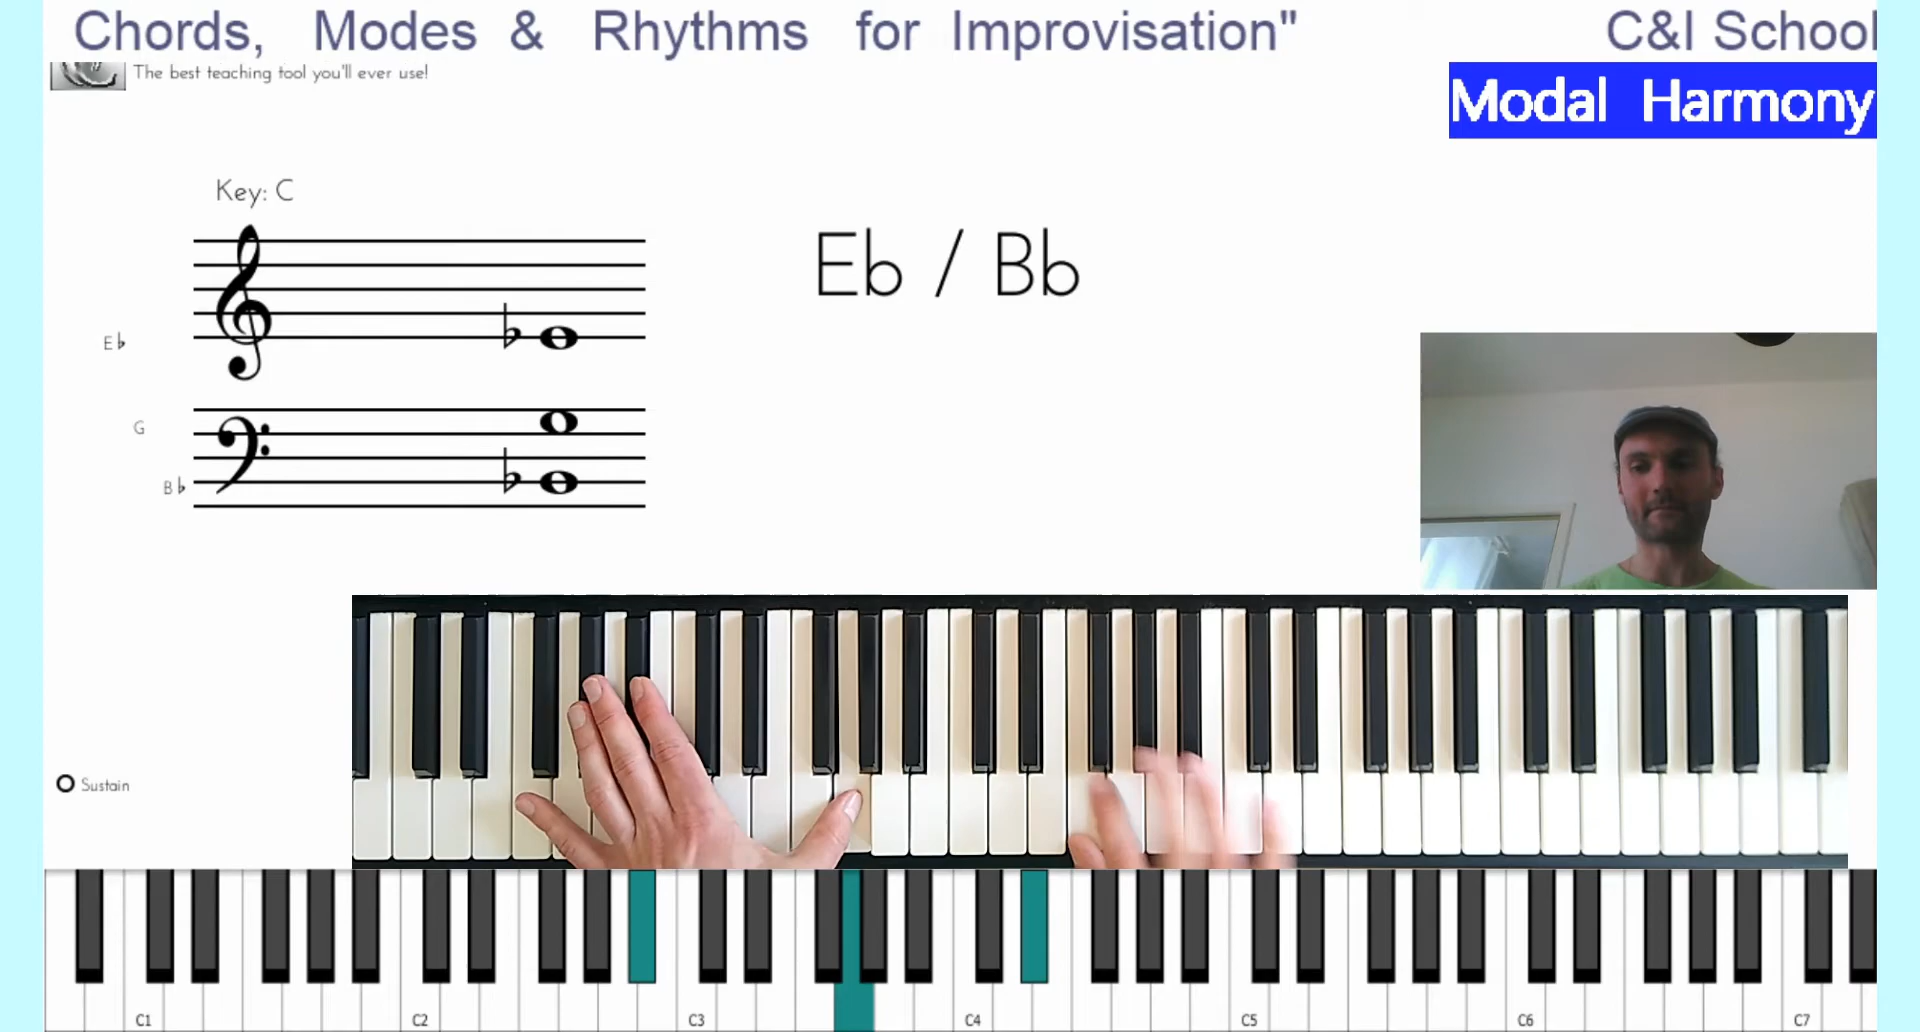 Chords, Modes & Rhythms for Improvisation" C&I School
The best teaching tool you'll ever use!
Modal Harmony
Key: C
Eb / Bb
E♭
G
B♭
Sustain
C1 C2 C3 C4 C5 C6 C7